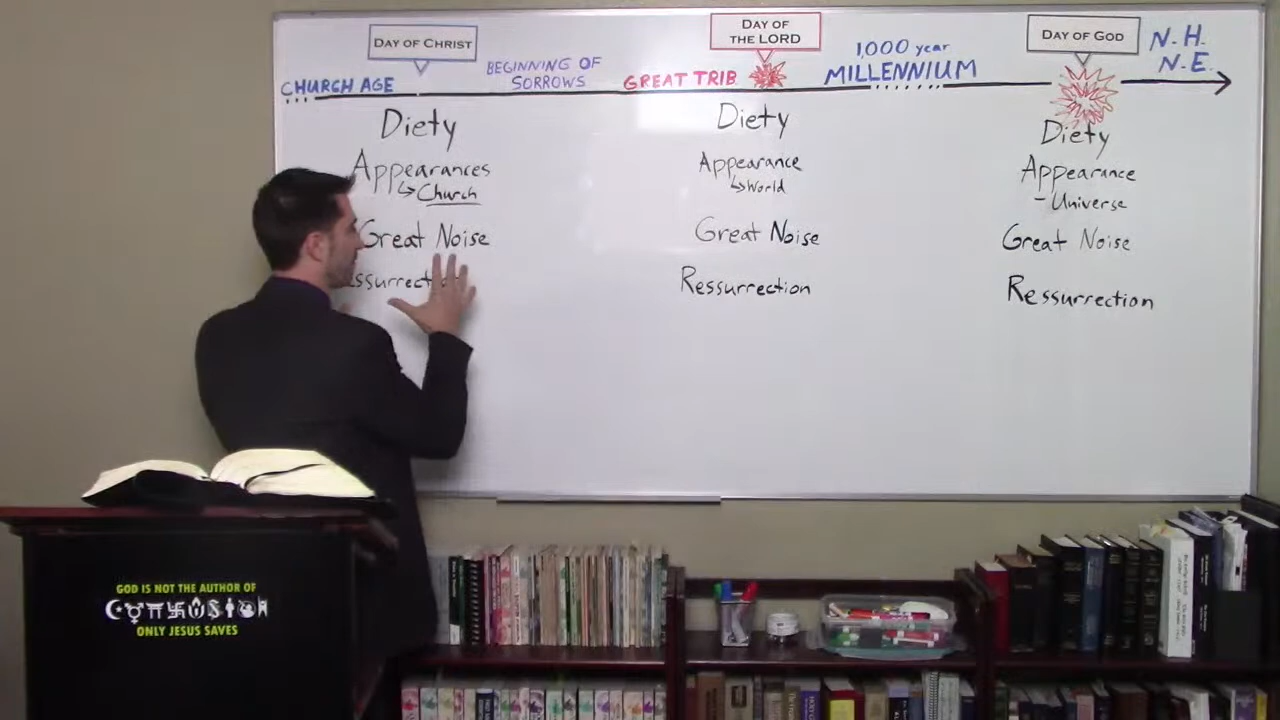 DAY OF CHRIST
DAY OF
THE LORD
DAY OF GOD
N.H.
N.E.
CHURCH AGE
BEGINNING OF
SORROWS
GREAT TRIB
1,000 year
MILLENNIUM
Diety
Appearances
Church
Great Noise
Diety
Appearance
World
Great Noise
Ressurection
Diety
Appearance
- Universe
Great Noise
Ressurrection
GOD IS NOT THE AUTHOR OF
ONLY JESUS SAVES